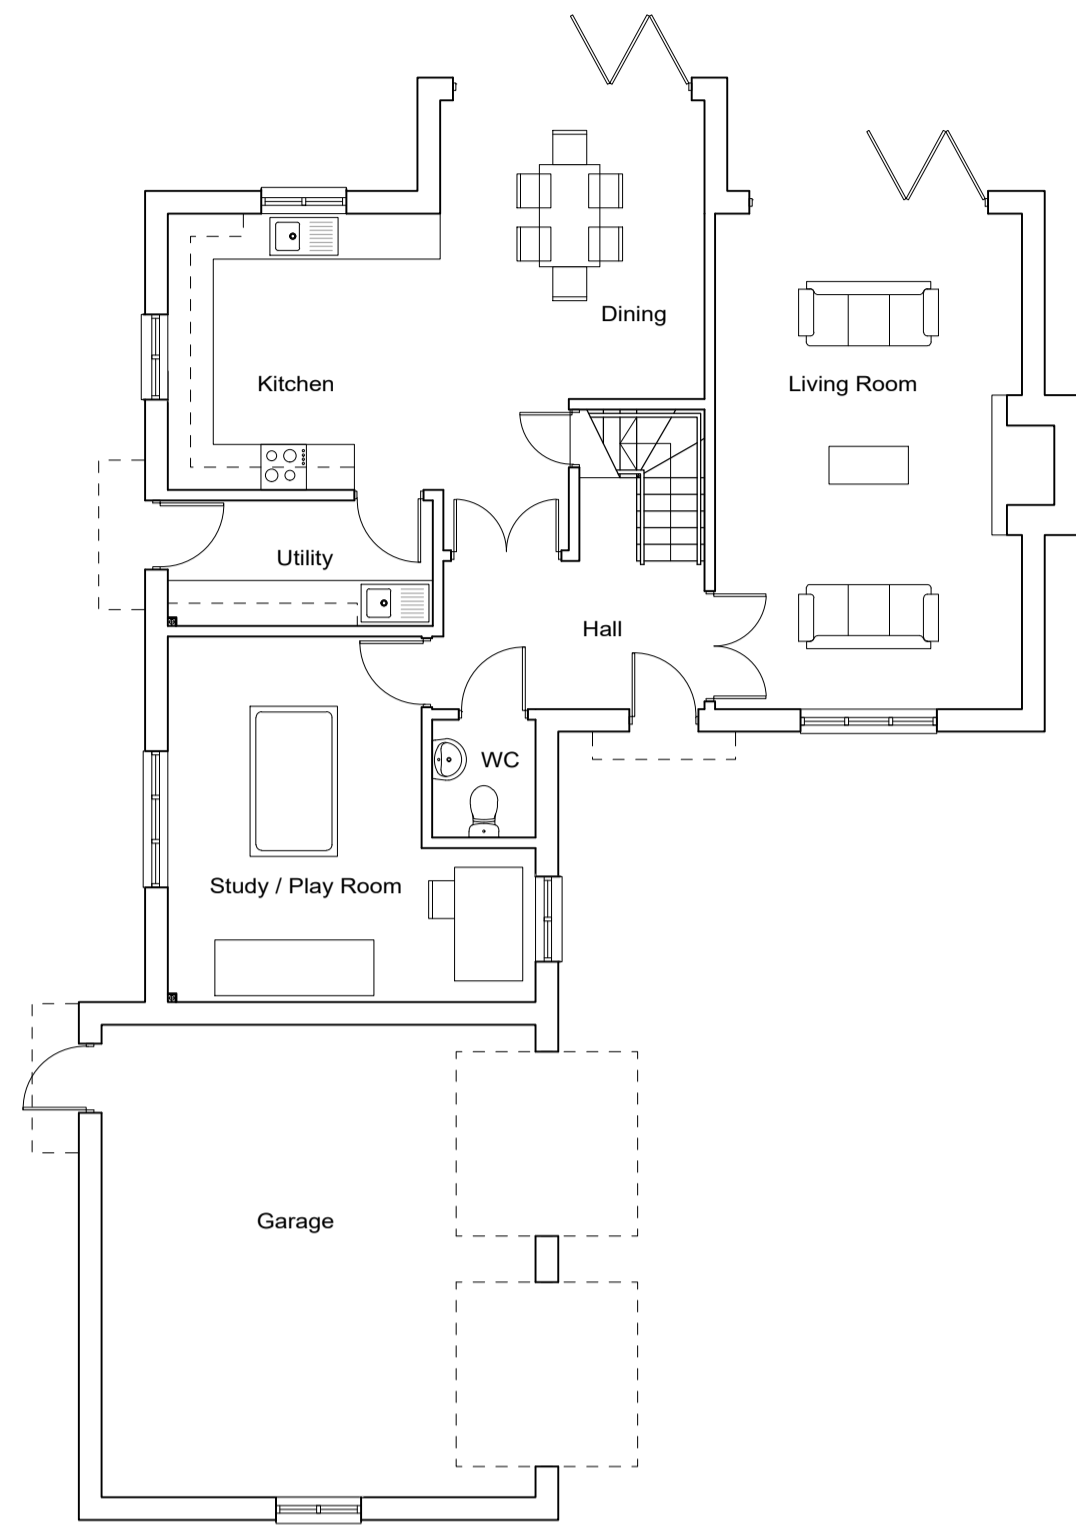 Dining
Kitchen
Living Room
Utility
Hall
WC
Study / Play Room
Garage